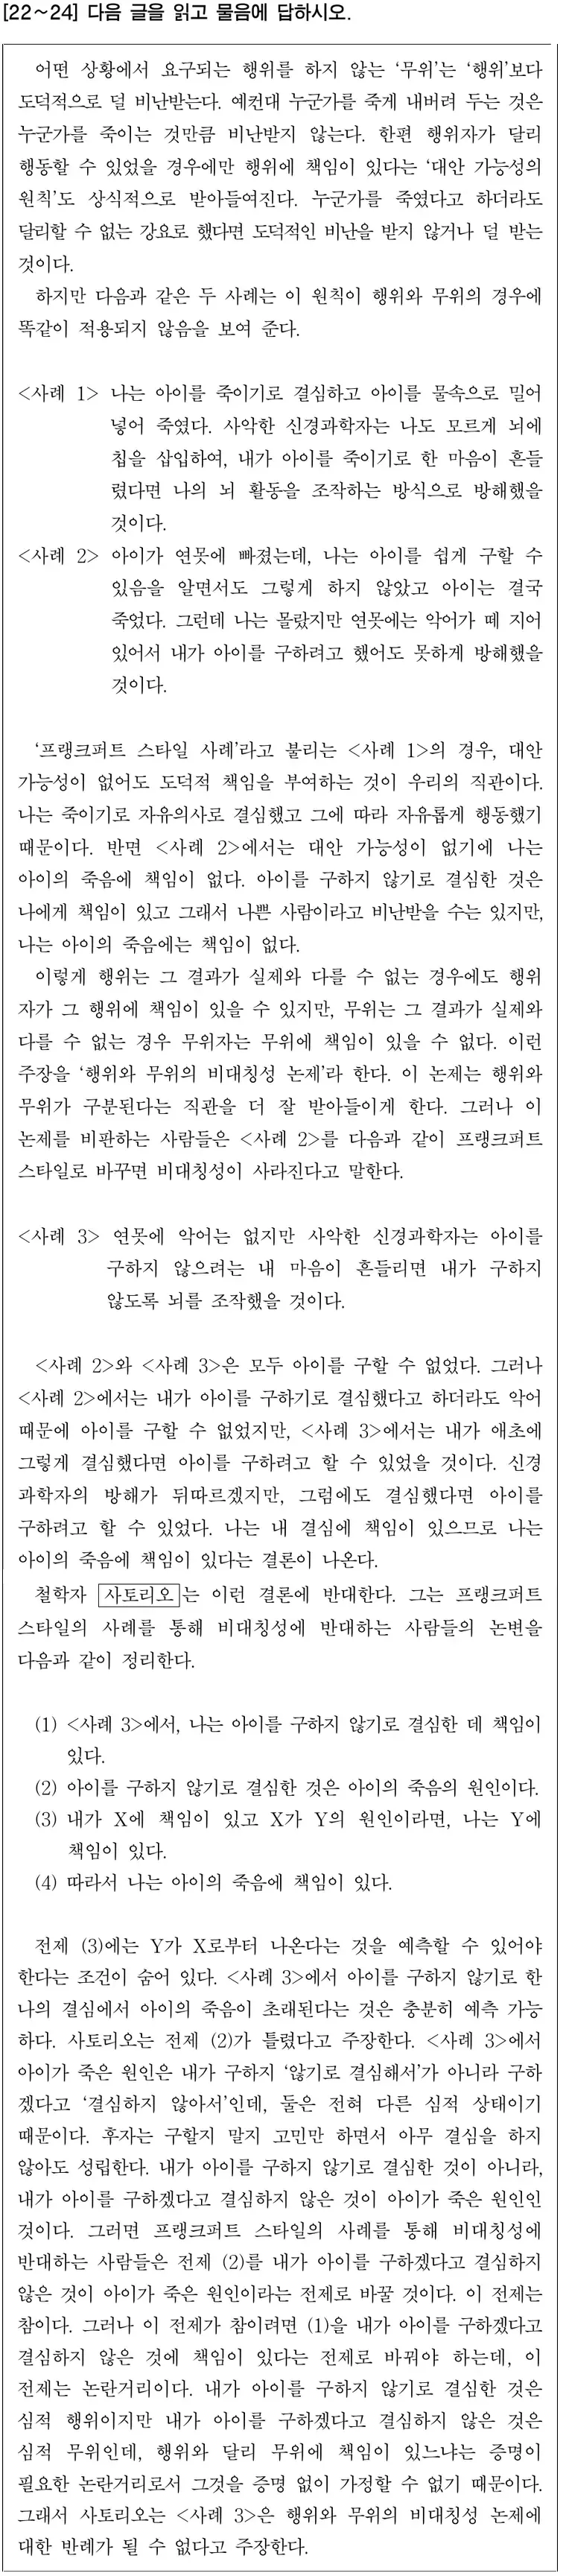 [22～24] 다음 글을 읽고 물음에 답하시오.
어떤 상황에서 요구되는 행위를 하지 않는 ‘무위’는 ‘행위’보다
도덕적으로 덜 비난받는다. 예컨대 누군가를 죽게 내버려 두는 것은
누군가를 죽이는 것만큼 비난받지 않는다. 한편 행위자가 달리
행동할 수 있었을 경우에만 행위에 책임이 있다는 ‘대안 가능성의
원칙’도 상식적으로 받아들여진다. 누군가를 죽였다고 하더라도
달리할 수 없는 강요로 했다면 도덕적인 비난을 받지 않거나 덜 받는
것이다.
하지만 다음과 같은 두 사례는 이 원칙이 행위와 무위의 경우에
똑같이 적용되지 않음을 보여 준다.
<사례 1> 나는 아이를 죽이기로 결심하고 아이를 물속으로 밀어
넣어 죽였다. 사악한 신경과학자는 나도 모르게 뇌에
칩을 삽입하여, 내가 아이를 죽이기로 한 마음이 흔들
렸다면 나의 뇌 활동을 조작하는 방식으로 방해했을
것이다.
<사례 2> 아이가 연못에 빠졌는데, 나는 아이를 쉽게 구할 수
있음을 알면서도 그렇게 하지 않았고 아이는 결국
죽었다. 그런데 나는 몰랐지만 연못에는 악어가 떼 지어
있어서 내가 아이를 구하려고 했어도 못하게 방해했을
것이다.
‘프랭크퍼트 스타일 사례’라고 불리는 <사례 1>의 경우, 대안
가능성이 없어도 도덕적 책임을 부여하는 것이 우리의 직관이다.
나는 죽이기로 자유의사로 결심했고 그에 따라 자유롭게 행동했기
때문이다. 반면 <사례 2>에서는 대안 가능성이 없기에 나는
아이의 죽음에 책임이 없다. 아이를 구하지 않기로 결심한 것은
나에게 책임이 있고 그래서 나쁜 사람이라고 비난받을 수는 있지만,
나는 아이의 죽음에는 책임이 없다.
이렇게 행위는 그 결과가 실제와 다를 수 없는 경우에도 행위
자가 그 행위에 책임이 있을 수 있지만, 무위는 그 결과가 실제와
다를 수 없는 경우 무위자는 무위에 책임이 있을 수 없다. 이런
주장을 ‘행위와 무위의 비대칭성 논제’라 한다. 이 논제는 행위와
무위가 구분된다는 직관을 더 잘 받아들이게 한다. 그러나 이
논제를 비판하는 사람들은 <사례 2>를 다음과 같이 프랭크퍼트
스타일로 바꾸면 비대칭성이 사라진다고 말한다.
<사례 3> 연못에 악어는 없지만 사악한 신경과학자는 아이를
구하지 않으려는 내 마음이 흔들리면 내가 구하지
않도록 뇌를 조작했을 것이다.
<사례 2>와 <사례 3>은 모두 아이를 구할 수 없었다. 그러나
<사례 2>에서는 내가 아이를 구하기로 결심했다고 하더라도 악어
때문에 아이를 구할 수 없었지만, <사례 3>에서는 내가 애초에
그렇게 결심했다면 아이를 구하려고 할 수 있었을 것이다. 신경
과학자의 방해가 뒤따르겠지만, 그럼에도 결심했다면 아이를
구하려고 할 수 있었다. 나는 내 결심에 책임이 있으므로 나는
아이의 죽음에 책임이 있다는 결론이 나온다.
철학자 사토리오는 이런 결론에 반대한다. 그는 프랭크퍼트
스타일의 사례를 통해 비대칭성에 반대하는 사람들의 논변을
다음과 같이 정리한다.
(1) <사례 3>에서, 나는 아이를 구하지 않기로 결심한 데 책임이
있다.
(2) 아이를 구하지 않기로 결심한 것은 아이의 죽음의 원인이다.
(3) 내가 X에 책임이 있고 X가 Y의 원인이라면, 나는 Y에
책임이 있다.
(4) 따라서 나는 아이의 죽음에 책임이 있다.
전제 (3)에는 Y가 X로부터 나온다는 것을 예측할 수 있어야
한다는 조건이 숨어 있다. <사례 3>에서 아이를 구하지 않기로 한
나의 결심에서 아이의 죽음이 초래된다는 것은 충분히 예측 가능
하다. 사토리오는 전제 (2)가 틀렸다고 주장한다. <사례 3>에서
아이가 죽은 원인은 내가 구하지 ‘않기로 결심해서’가 아니라 구하
겠다고 ‘결심하지 않아서’인데, 둘은 전혀 다른 심적 상태이기
때문이다. 후자는 구할지 말지 고민만 하면서 아무 결심을 하지
않아도 성립한다. 내가 아이를 구하지 않기로 결심한 것이 아니라,
내가 아이를 구하겠다고 결심하지 않은 것이 아이가 죽은 원인인
것이다. 그러면 프랭크퍼트 스타일의 사례를 통해 비대칭성에
반대하는 사람들은 전제 (2)를 내가 아이를 구하겠다고 결심하지
않은 것이 아이가 죽은 원인이라는 전제로 바꿀 것이다. 이 전제는
참이다. 그러나 이 전제가 참이려면 (1)을 내가 아이를 구하겠다고
결심하지 않은 것에 책임이 있다는 전제로 바꿔야 하는데, 이
전제는 논란거리이다. 내가 아이를 구하지 않기로 결심한 것은
심적 행위이지만 내가 아이를 구하겠다고 결심하지 않은 것은
심적 무위인데, 행위와 달리 무위에 책임이 있느냐는 증명이
필요한 논란거리로서 그것을 증명 없이 가정할 수 없기 때문이다.
그래서 사토리오는 <사례 3>은 행위와 무위의 비대칭성 논제에
대한 반례가 될 수 없다고 주장한다.